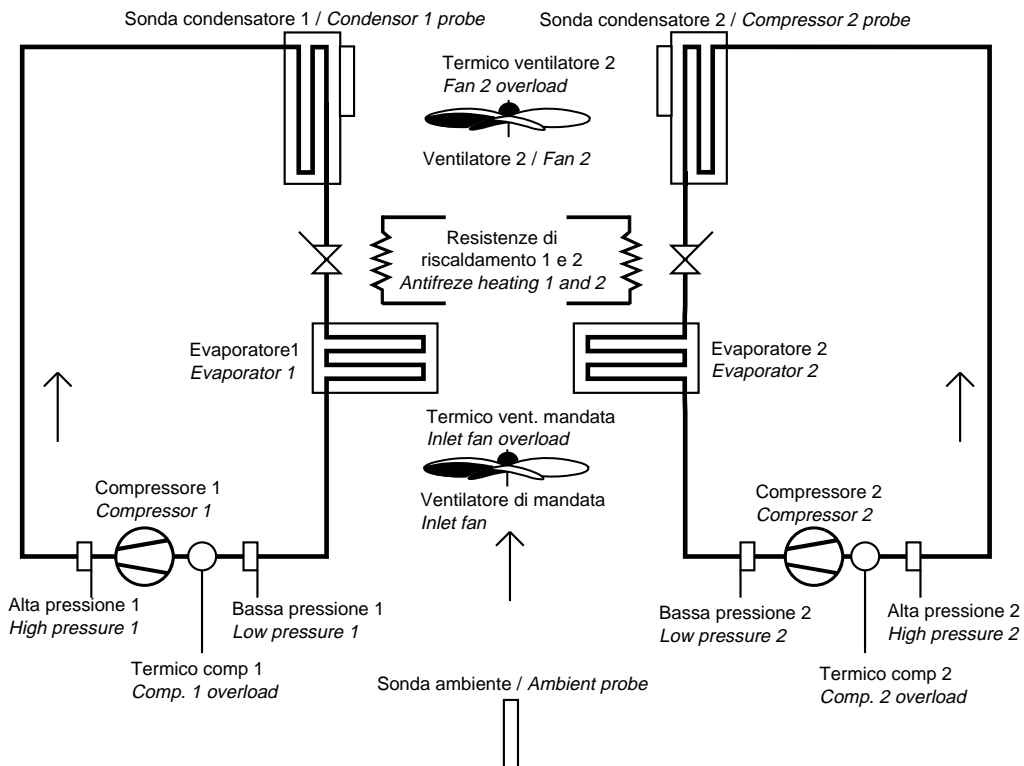 Sonda condensatore 1 / Condensor 1 probe
Sonda condensatore 2 / Compressor 2 probe
Termico ventilatore 2
Fan 2 overload
Ventilatore 2 / Fan 2
Resistenze di
riscaldamento 1 e 2
Antifreze heating 1 and 2
Evaporatore1
Evaporator 1
Evaporatore 2
Evaporator 2
Termico vent. mandata
Inlet fan overload
Ventilatore di mandata
Inlet fan
Compressore 1
Compressor 1
Compressore 2
Compressor 2
Alta pressione 1
High pressure 1
Bassa pressione 1
Low pressure 1
Bassa pressione 2
Low pressure 2
Alta pressione 2
High pressure 2
Termico comp 1
Comp. 1 overload
Termico comp 2
Comp. 2 overload
Sonda ambiente / Ambient probe